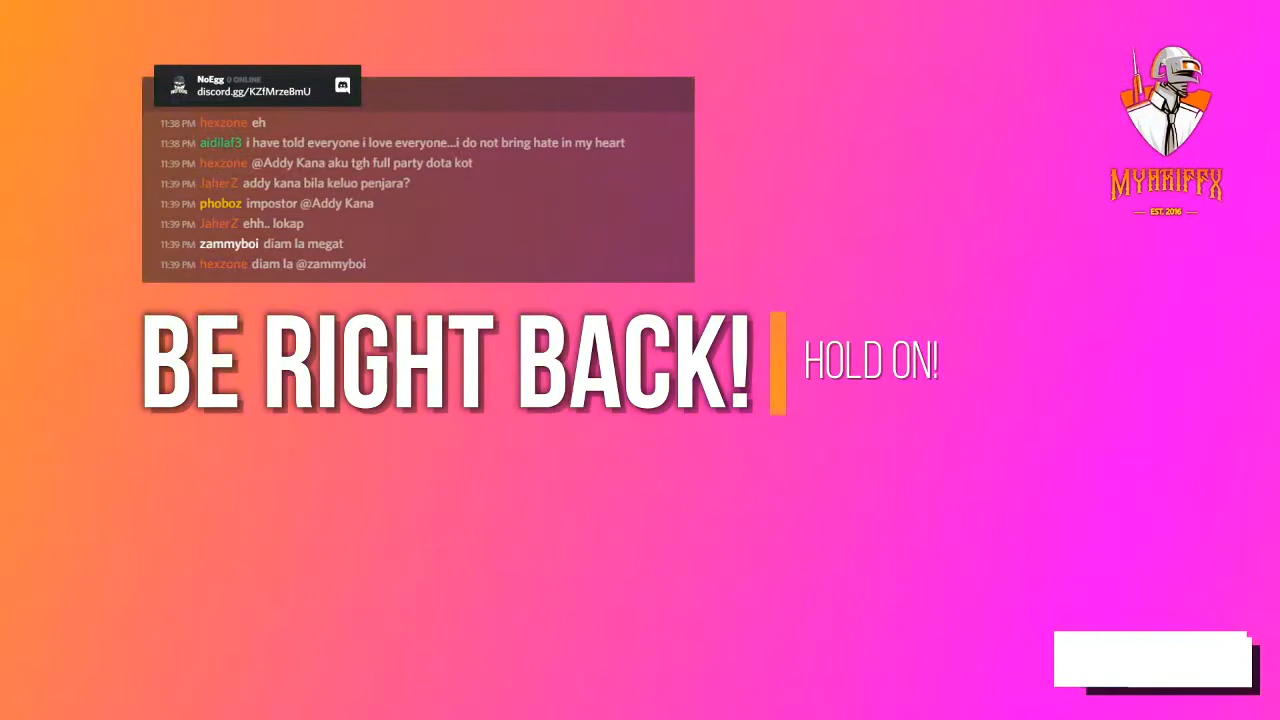 NoEgg 0 ONLINE
discord.gg/KZfMrzeBmU
11:38 PM hexzone eh
11:38 PM aidilaf3 i have told everyone i love everyone...i do not bring hate in my heart
11:39 PM hexzone @Addy Kana aku tgh full party dota kot
11:39 PM JaherZ addy kana bila keluo penjara?
11:39 PM phoboz impostor @Addy Kana
11:39 PM JaherZ ehh.. lokap
11:39 PM zammyboi diam la megat
11:39 PM hexzone diam la @zammyboi
MYARIFFX
EST. 2016
BE RIGHT BACK!
HOLD ON!